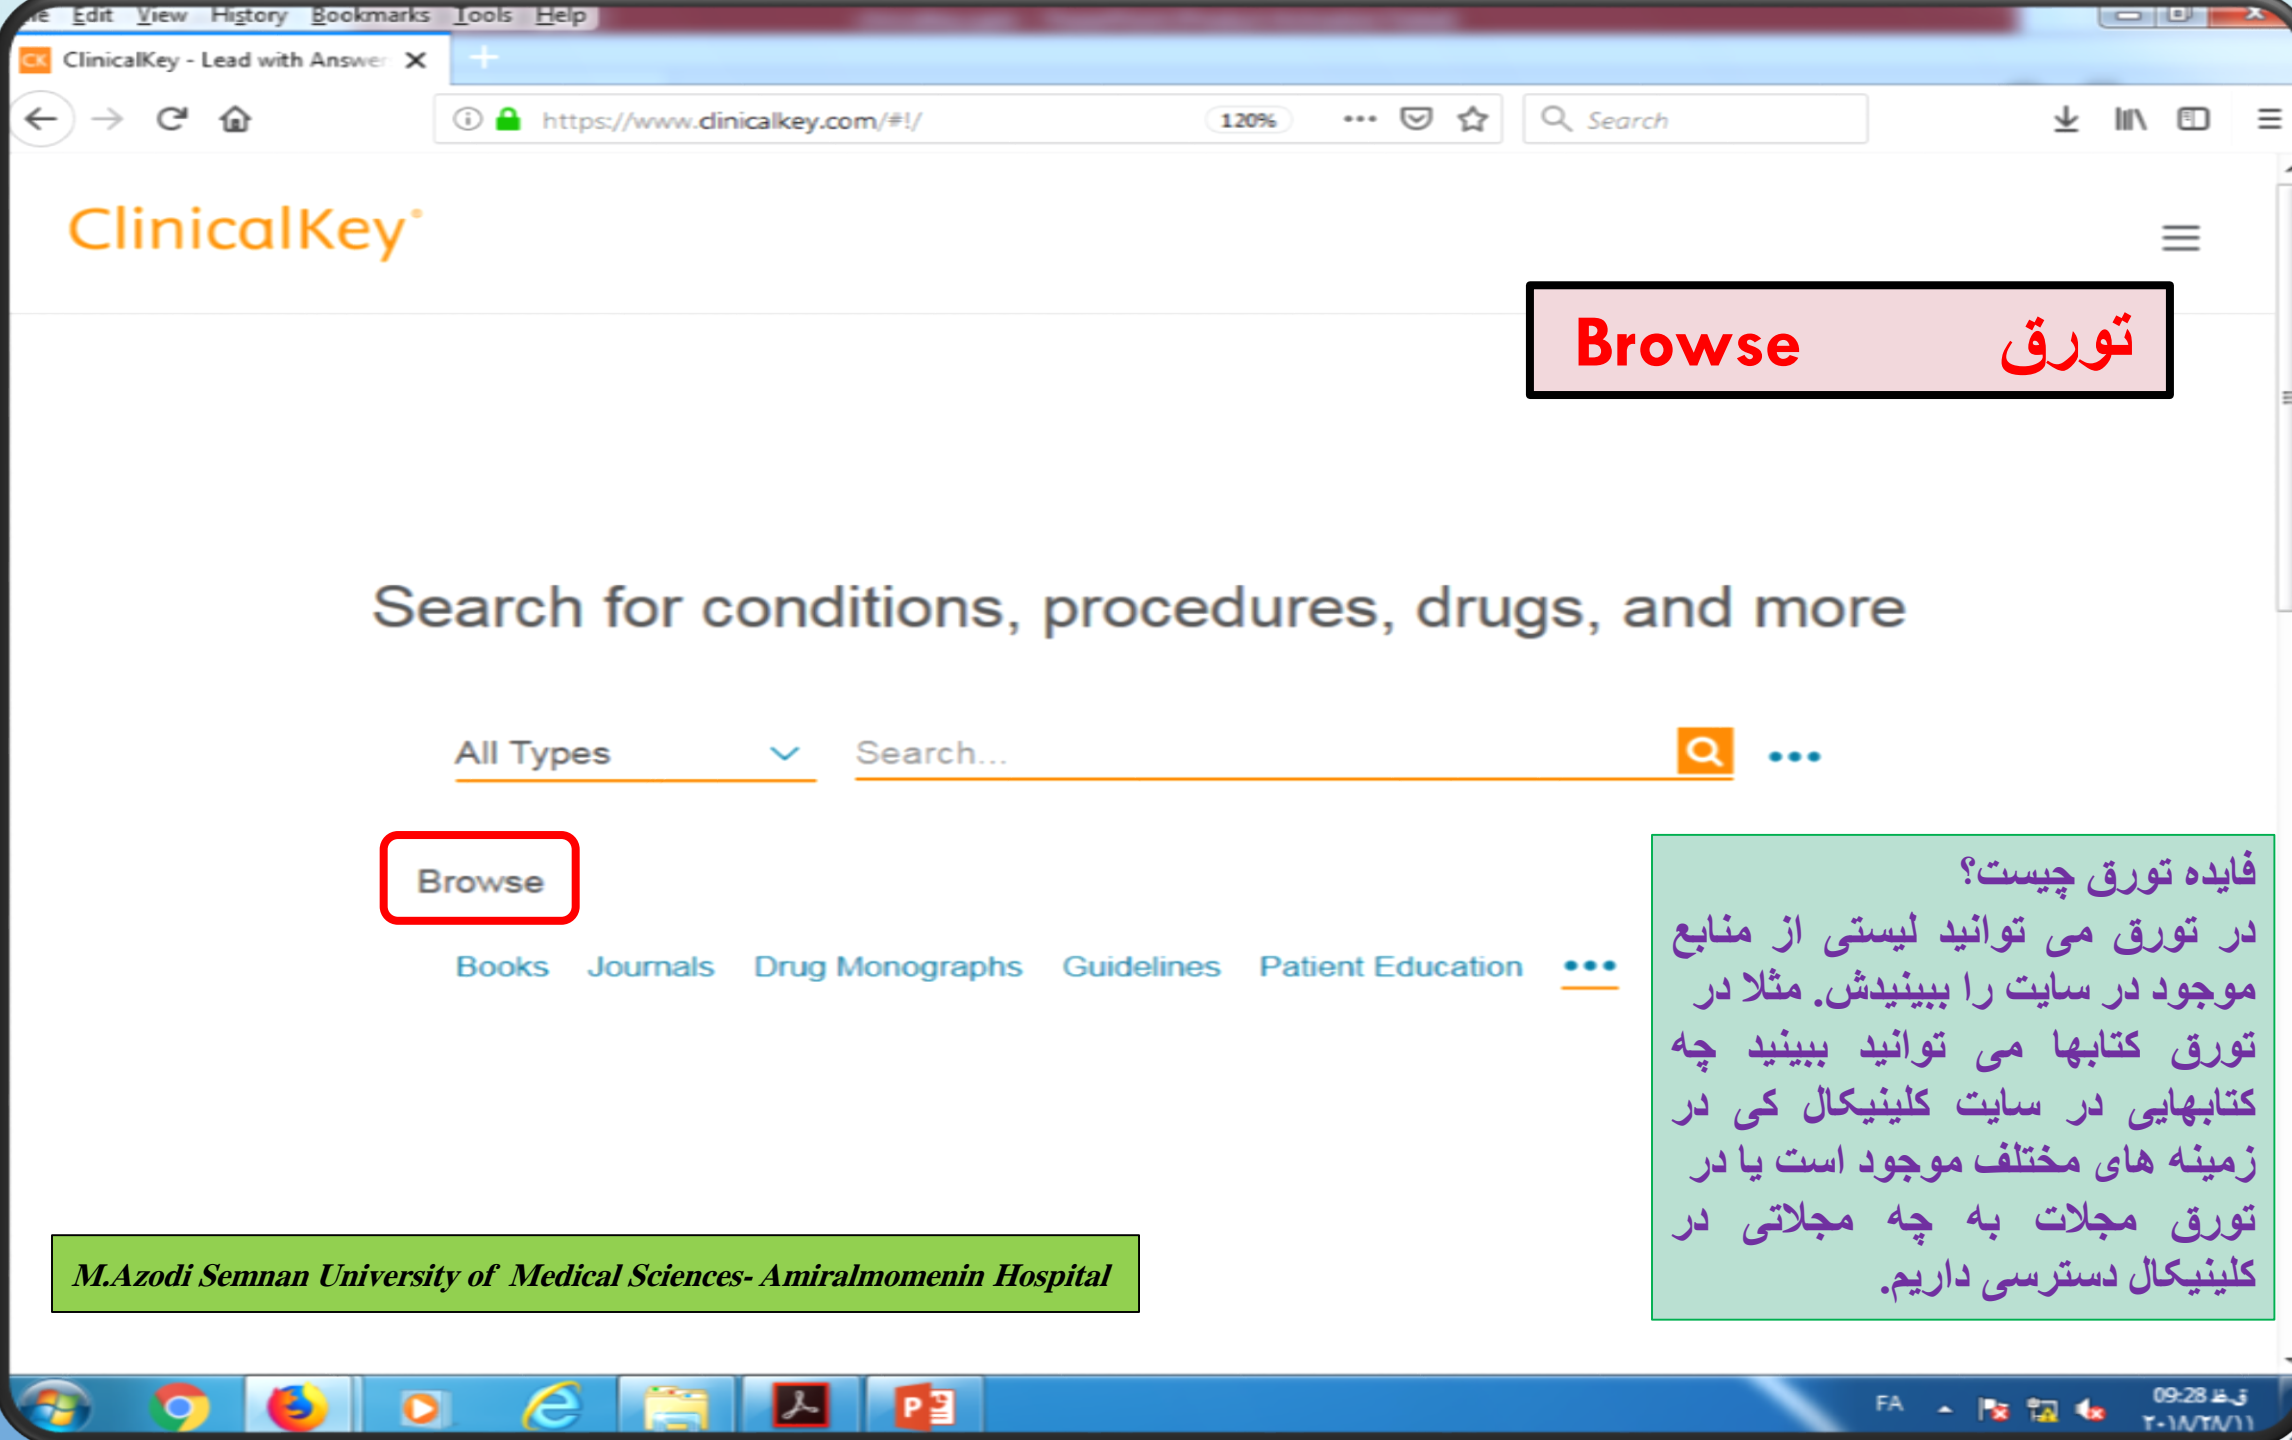 Edit View History Bookmarks Tools Help
CK ClinicalKey - Lead with Answer
https://www.clinicalkey.com/#!/ 120% Search
ClinicalKey
Browse تورق
Search for conditions, procedures, drugs, and more
All Types Search...
Browse
Books Journals Drug Monographs Guidelines Patient Education
فایده تورق چیست؟
در تورق می توانید لیستی از منابع
موجود در سایت را ببینیدش. مثلا در
تورق کتابها می توانید ببینید چه
کتابهایی در سایت کلینیکال کی در
زمینه های مختلف موجود است یا در
تورق مجلات به چه مجلاتی در
کلینیکال دسترسی داریم.
M.Azodi Semnan University of Medical Sciences- Amiralmomenin Hospital
FA 09:28 ق.ظ